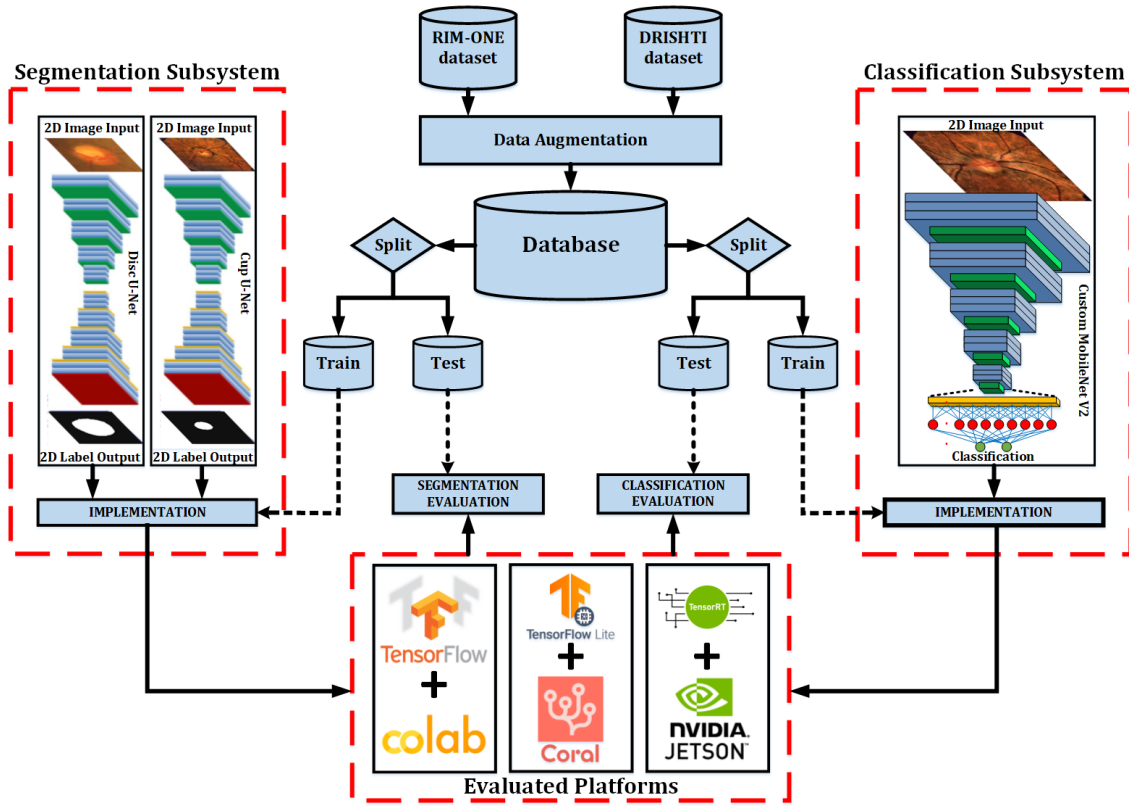 RIM-ONE
dataset
DRISHTI
dataset
Segmentation Subsystem
Classification Subsystem
2D Image Input
2D Image Input
2D Image Input
Data Augmentation
Database
Split
Split
Disc U-Net
Cup U-Net
Custom MobileNet V2
Train
Test
Test
Train
2D Label Output
2D Label Output
Classification
SEGMENTATION
EVALUATION
CLASSIFICATION
EVALUATION
IMPLEMENTATION
IMPLEMENTATION
TensorFlow
+
colab
TensorFlow Lite
+
Coral
TensorRT
+
NVIDIA.
JETSON™
Evaluated Platforms